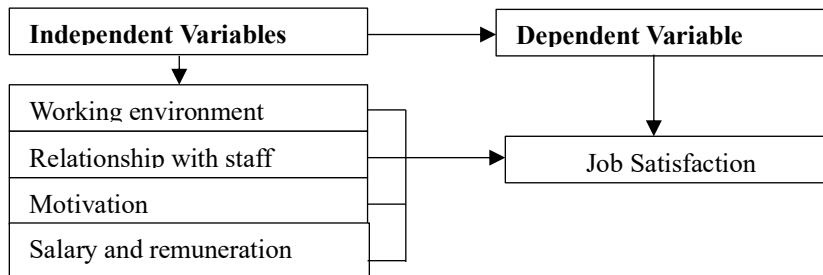 Independent Variables
Dependent Variable
Working environment
Relationship with staff
Job Satisfaction
Motivation
Salary and remuneration